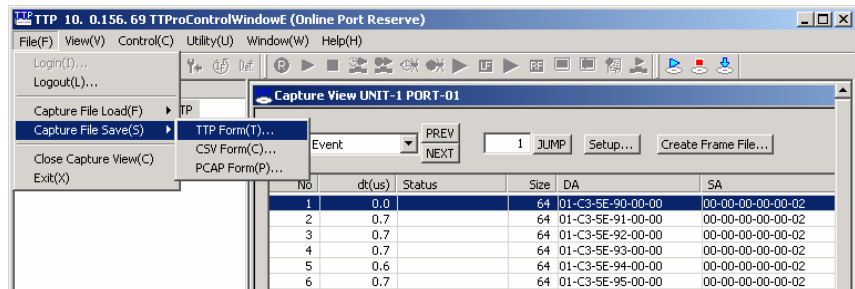 TTP 10. 0.156. 69 TTProControlWindowE (Online Port Reserve)
File(F) View(V) Control(C) Utility(U) Window(W) Help(H)
Login(I)...
Logout(L)...
Capture File Load(F)
Capture File Save(S)
Close Capture View(C)
Exit(X)
TTP Form(T)...
CSV Form(C)...
PCAP Form(P)...
Def
TP
Capture View UNIT-1 PORT-01
Event PREV NEXT 1 JUMP Setup... Create Frame File...
No dt(us) Status Size DA SA
1 0.0 64 01-C3-5E-90-00-00 00-00-00-00-00-02
2 0.7 64 01-C3-5E-91-00-00 00-00-00-00-00-02
3 0.7 64 01-C3-5E-92-00-00 00-00-00-00-00-02
4 0.7 64 01-C3-5E-93-00-00 00-00-00-00-00-02
5 0.6 64 01-C3-5E-94-00-00 00-00-00-00-00-02
6 0.7 64 01-C3-5E-95-00-00 00-00-00-00-00-02